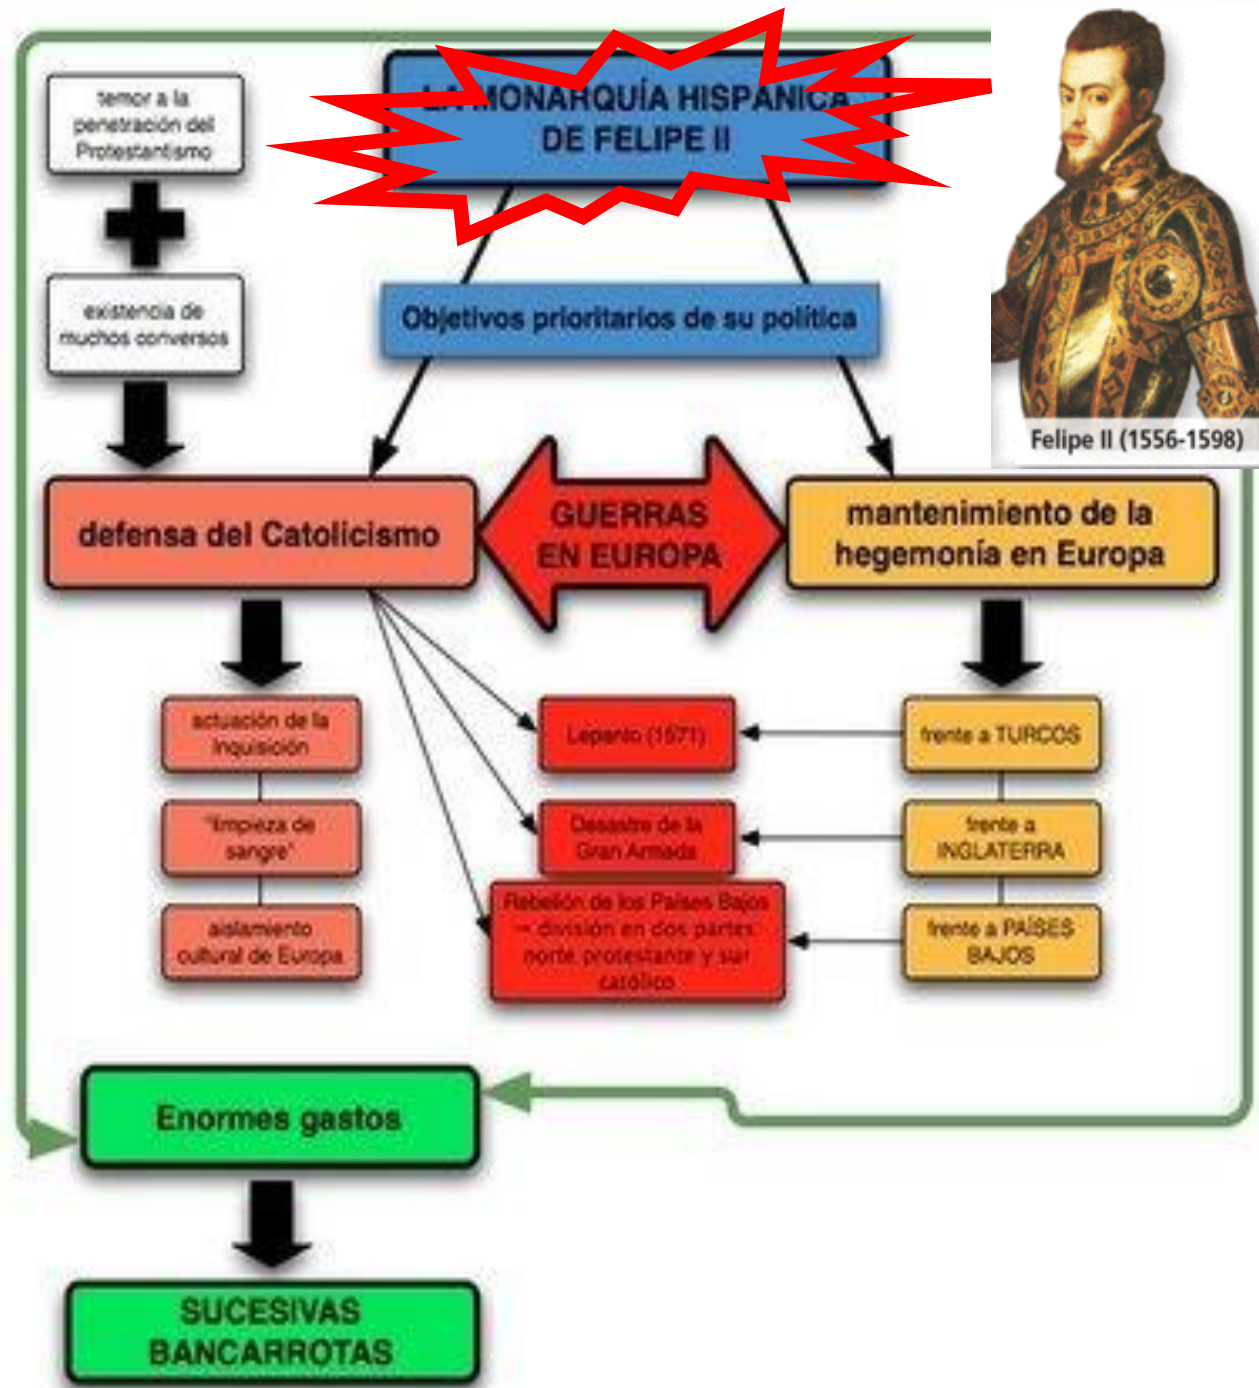 temor a la
penetración del
Protestantismo
LA MONARQUÍA HISPÁNICA
DE FELIPE II
existencia de
muchos conversos
Objetivos prioritarios de su política
Felipe II (1556-1598)
defensa del Catolicismo
GUERRAS
EN EUROPA
mantenimiento de la
hegemonía en Europa
actuación de la
Inquisición
Lepanto (1571)
frente a TURCOS
"limpieza de
sangre"
Desastre de la
Gran Armada
frente a
INGLATERRA
aislamiento
cultural de Europa
Rebelión de los Países Bajos
→ división en dos partes
norte protestante y sur
católico
frente a PAÍSES
BAJOS
Enormes gastos
SUCESIVAS
BANCARROTAS